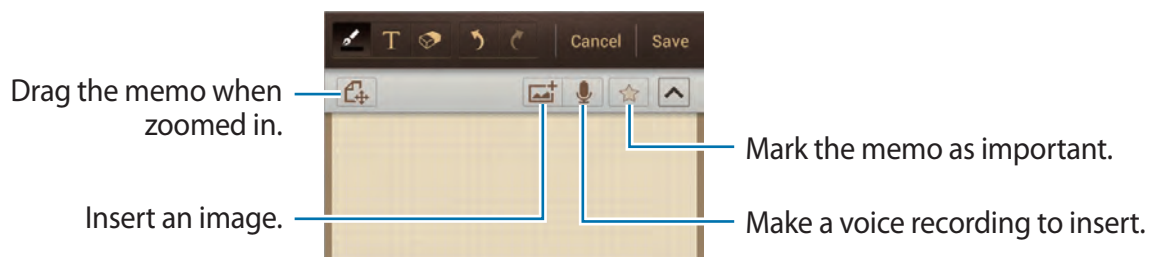 T
Cancel
Save
Drag the memo when
zoomed in.
Mark the memo as important.
Insert an image.
Make a voice recording to insert.